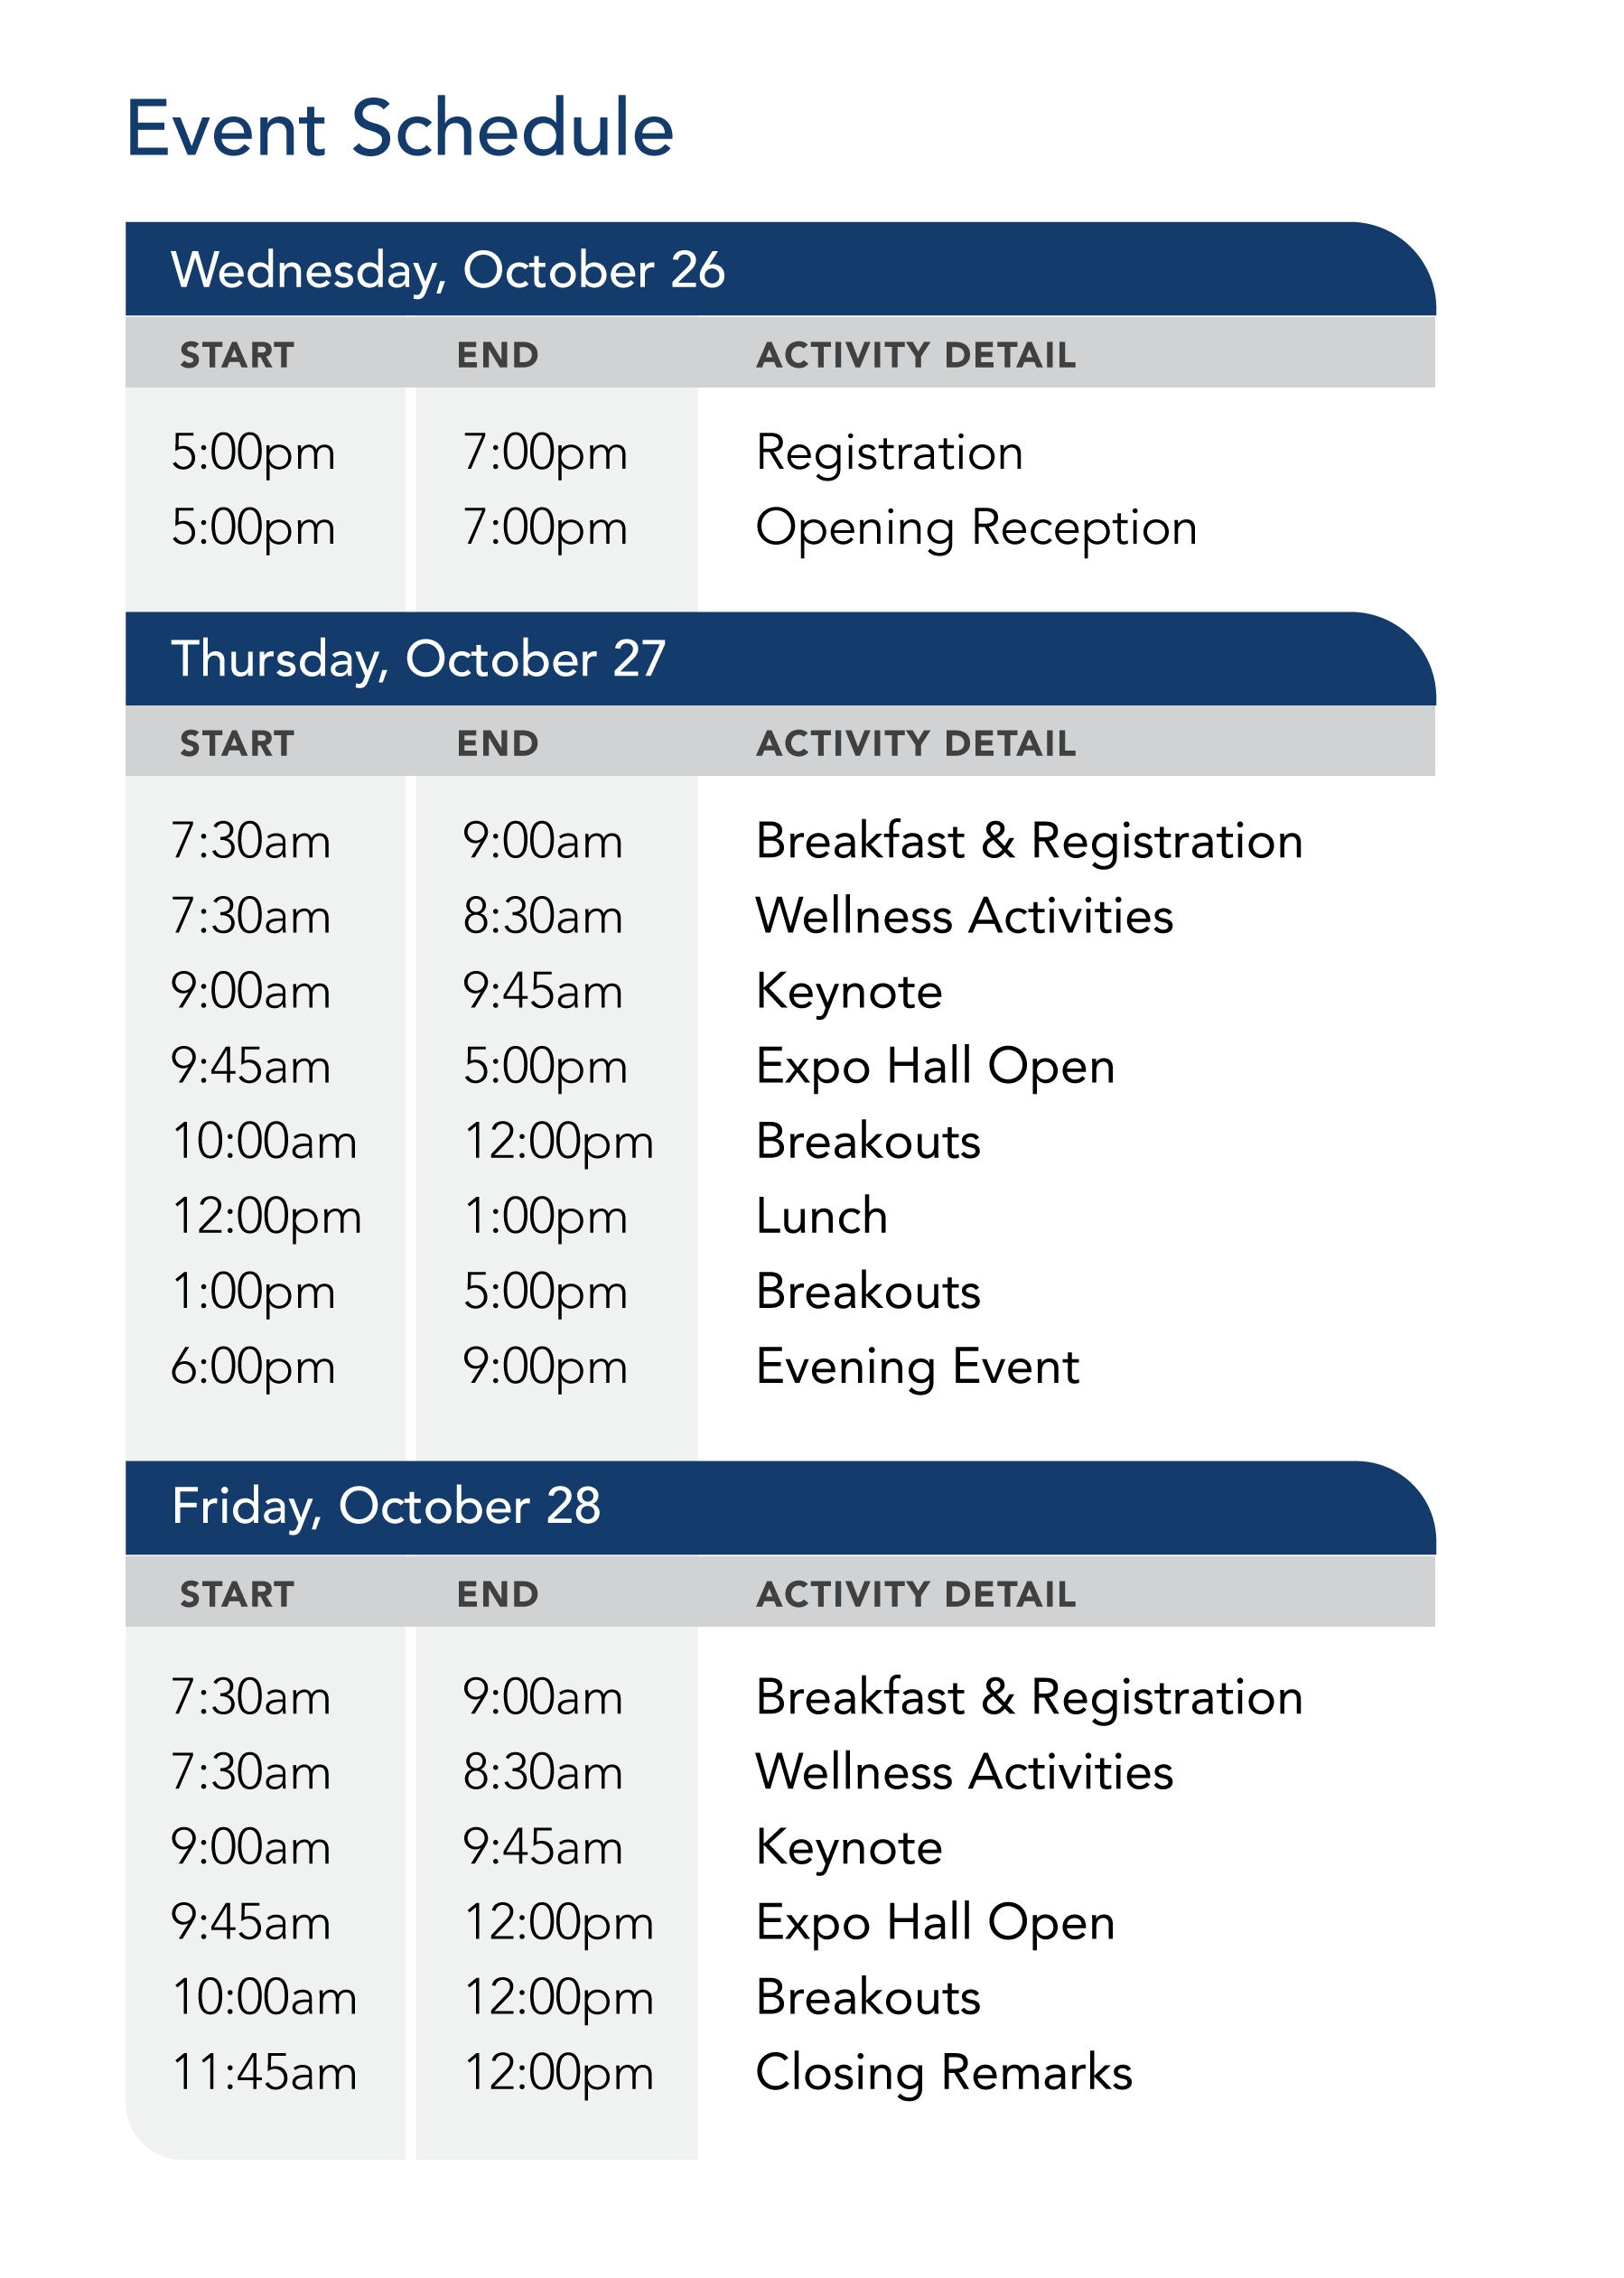 Event Schedule
Wednesday, October 26
START END ACTIVITY DETAIL
5:00pm 7:00pm Registration
5:00pm 7:00pm Opening Reception
Thursday, October 27
START END ACTIVITY DETAIL
7:30am 9:00am Breakfast & Registration
7:30am 8:30am Wellness Activities
9:00am 9:45am Keynote
9:45am 5:00pm Expo Hall Open
10:00am 12:00pm Breakouts
12:00pm 1:00pm Lunch
1:00pm 5:00pm Breakouts
6:00pm 9:00pm Evening Event
Friday, October 28
START END ACTIVITY DETAIL
7:30am 9:00am Breakfast & Registration
7:30am 8:30am Wellness Activities
9:00am 9:45am Keynote
9:45am 12:00pm Expo Hall Open
10:00am 12:00pm Breakouts
11:45am 12:00pm Closing Remarks